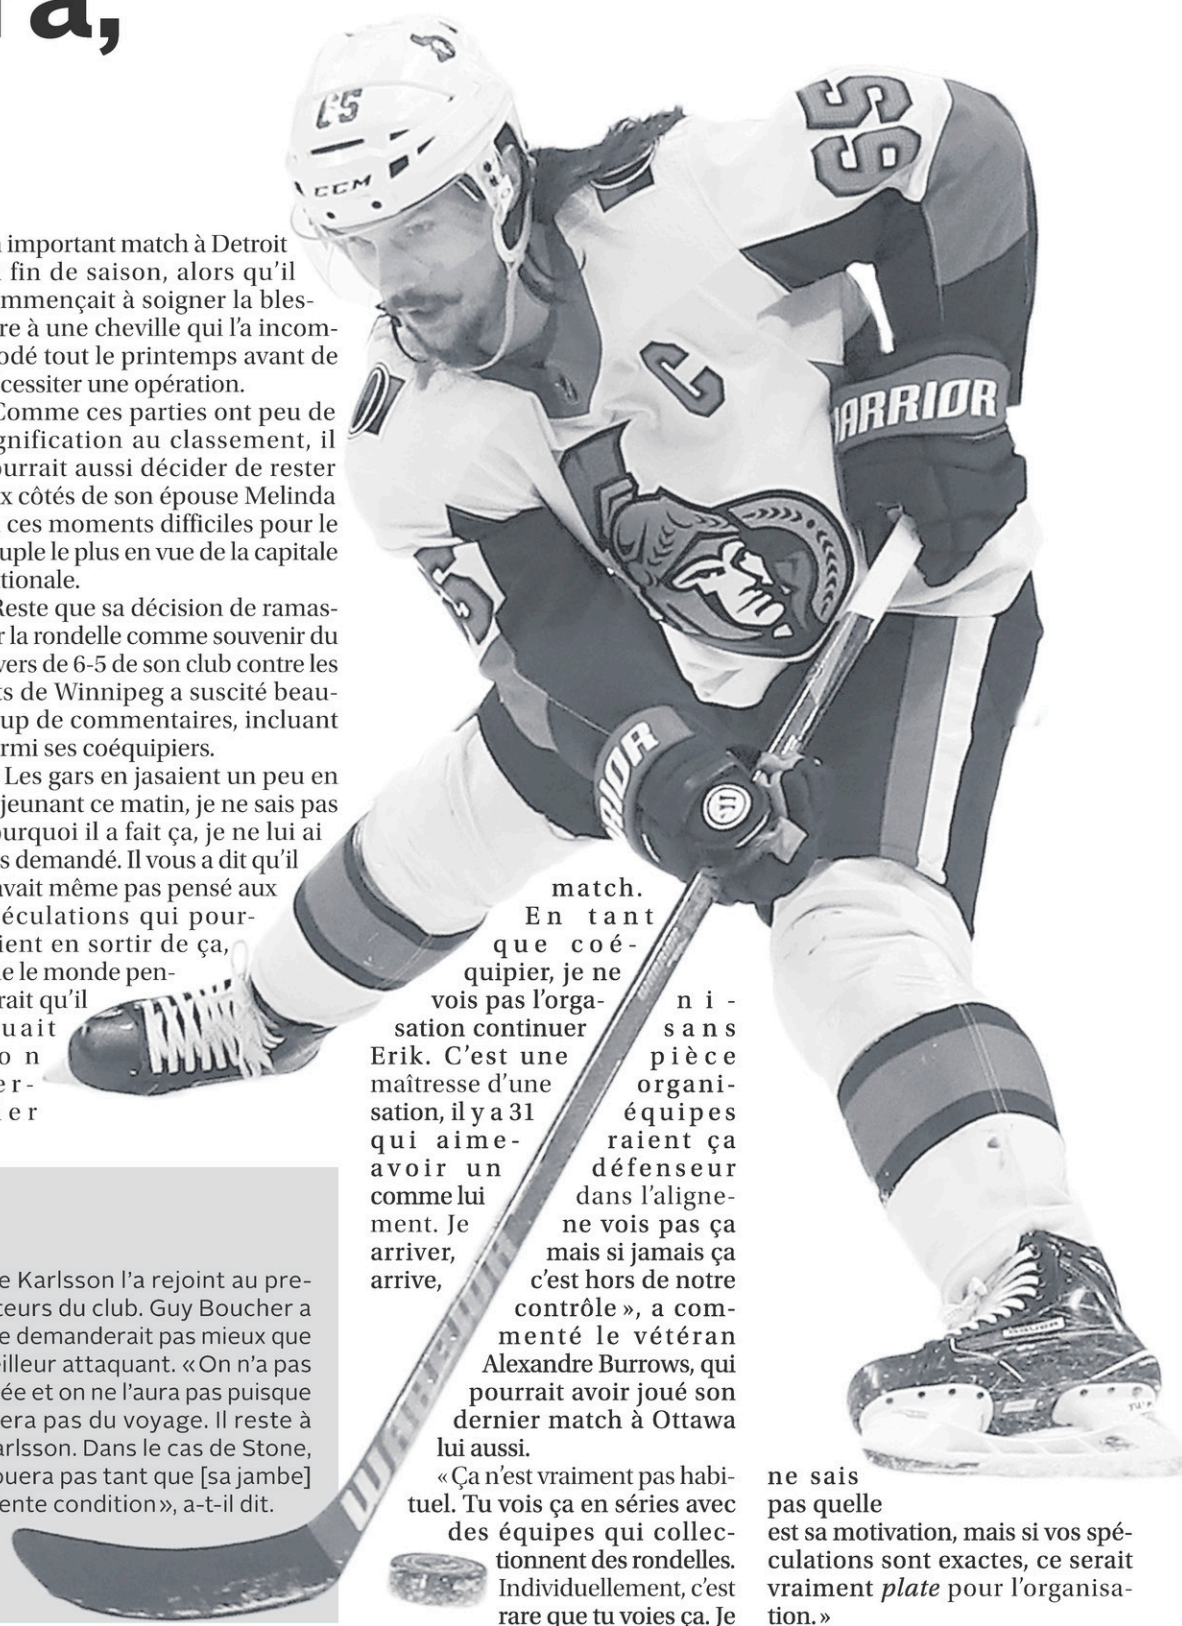 ra,
important match à Detroit
fin de saison, alors qu'il
mmençait à soigner la bles-
re à une cheville qui l'a incom-
odé tout le printemps avant de
cessiter une opération.
Comme ces parties ont peu de
gnification au classement, il
ourrait aussi décider de rester
x côtés de son épouse Melinda
ces moments difficiles pour le
uple le plus en vue de la capitale
tionale.
Reste que sa décision de ramas-
r la rondelle comme souvenir du
vers de 6-5 de son club contre les
ts de Winnipeg a suscité beau-
up de commentaires, incluant
rmi ses coéquipiers.
Les gars en jasaient un peu en
jeunant ce matin, je ne sais pas
ourquoi il a fait ça, je ne lui ai
s demandé. Il vous a dit qu'il
avait même pas pensé aux
éculations qui pour-
ient en sortir de ça,
e le monde pen-
rait qu'il
uait
on
er-
ier
match.
En tant
que coé-
quipier, je ne
vois pas l'orga- ni-
sation continuer sans
Erik. C'est une pièce
maîtresse d'une organi-
sation, il y a 31 équipes
qui aime- raient ça
avoir un défenseur
comme lui dans l'aligne-
ment. Je ne vois pas ça
arriver, mais si jamais ça
arrive, c'est hors de notre
contrôle », a com-
menté le vétéran
Alexandre Burrows, qui
pourrait avoir joué son
dernier match à Ottawa
lui aussi.
«Ça n'est vraiment pas habi-
tuel. Tu vois ça en séries avec
des équipes qui collec-
tionnent des rondelles.
Individuellement, c'est
rare que tu voies ça. Je
ne sais
pas quelle
est sa motivation, mais si vos spé-
culations sont exactes, ce serait
vraiment plate pour l'organisa-
tion.»
e Karlsson l'a rejoint au pre-
teurs du club. Guy Boucher a
e demanderait pas mieux que
eilleur attaquant. «On n'a pas
ée et on ne l'aura pas puisque
era pas du voyage. Il reste à
arlsson. Dans le cas de Stone,
ouera pas tant que [sa jambe]
ente condition», a-t-il dit.
65
CCM
65
C
WARRIOR
RIOR
WARRIOR